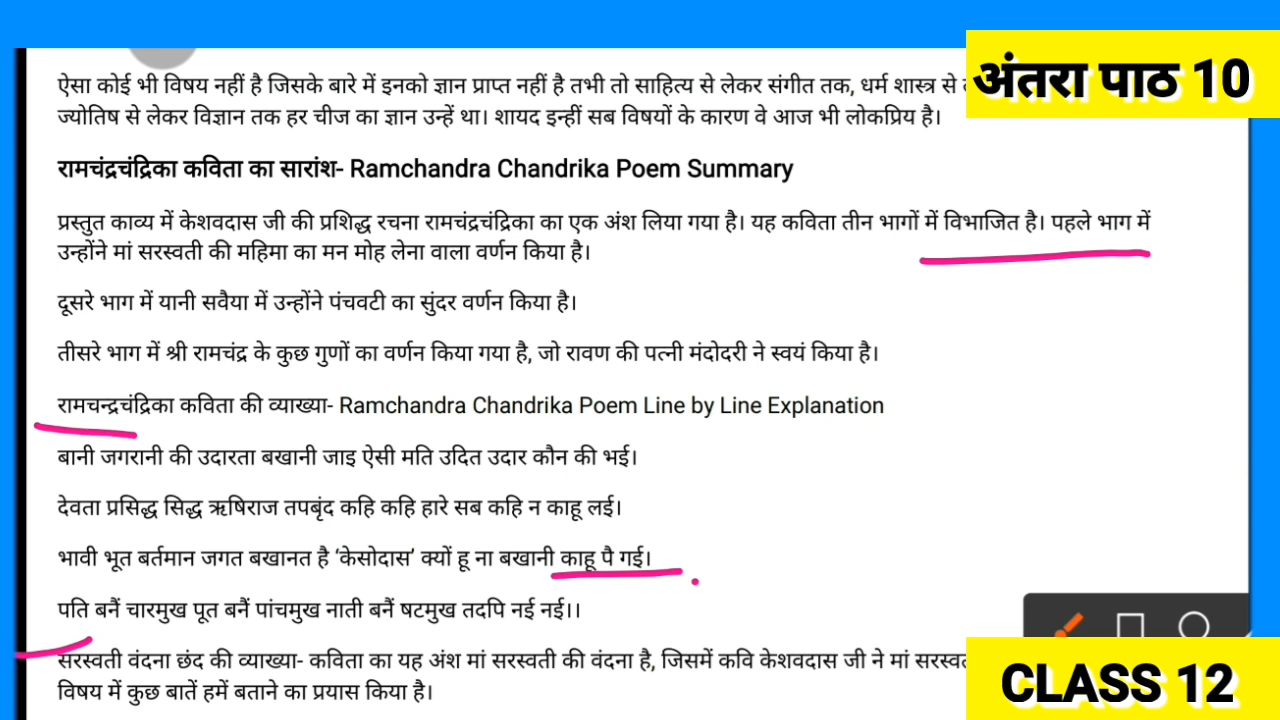 ऐसा कोई भी विषय नहीं है जिसके बारे में इनको ज्ञान प्राप्त नहीं है तभी तो साहित्य से लेकर संगीत तक, धर्म शास्त्र से
अंतरा पाठ 10
ज्योतिष से लेकर विज्ञान तक हर चीज का ज्ञान उन्हें था। शायद इन्हीं सब विषयों के कारण वे आज भी लोकप्रिय है।
रामचंद्रचंद्रिका कविता का सारांश- Ramchandra Chandrika Poem Summary
प्रस्तुत काव्य में केशवदास जी की प्रशिद्ध रचना रामचंद्रचंद्रिका का एक अंश लिया गया है। यह कविता तीन भागों में विभाजित है। पहले भाग में
उन्होंने मां सरस्वती की महिमा का मन मोह लेना वाला वर्णन किया है।
दूसरे भाग में यानी सवैया में उन्होंने पंचवटी का सुंदर वर्णन किया है।
तीसरे भाग में श्री रामचंद्र के कुछ गुणों का वर्णन किया गया है, जो रावण की पत्नी मंदोदरी ने स्वयं किया है।
रामचन्द्रचंद्रिका कविता की व्याख्या- Ramchandra Chandrika Poem Line by Line Explanation
बानी जगरानी की उदारता बखानी जाइ ऐसी मति उदित उदार कौन की भई।
देवता प्रसिद्ध सिद्ध ऋषिराज तपबृंद कहि कहि हारे सब कहि न काहू लई।
भावी भूत बर्तमान जगत बखानत है ‘केसोदास’ क्यों हू ना बखानी काहू पै गई।
पति बनैं चारमुख पूत बनैं पांचमुख नाती बनैं षटमुख तदपि नई नई।।
सरस्वती वंदना छंद की व्याख्या- कविता का यह अंश मां सरस्वती की वंदना है, जिसमें कवि केशवदास जी ने मां
विषय में कुछ बातें हमें बताने का प्रयास किया है।
CLASS 12